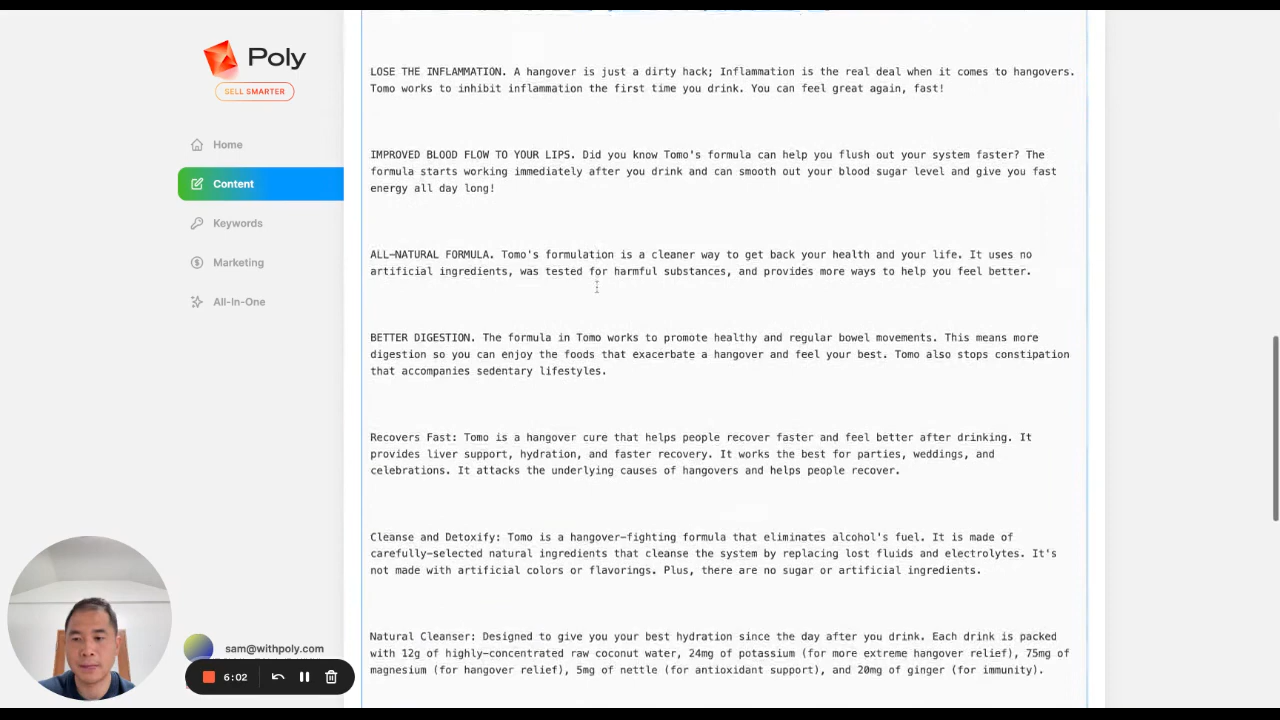 Poly
SELL SMARTER
Home
Content
Keywords
Marketing
All-In-One
LOSE THE INFLAMMATION. A hangover is just a dirty hack; Inflammation is the real deal when it comes to hangovers.
Tomo works to inhibit inflammation the first time you drink. You can feel great again, fast!
IMPROVED BLOOD FLOW TO YOUR LIPS. Did you know Tomo's formula can help you flush out your system faster? The
formula starts working immediately after you drink and can smooth out your blood sugar level and give you fast
energy all day long!
ALL-NATURAL FORMULA. Tomo's formulation is a cleaner way to get back your health and your life. It uses no
artificial ingredients, was tested for harmful substances, and provides more ways to help you feel better.
BETTER DIGESTION. The formula in Tomo works to promote healthy and regular bowel movements. This means more
digestion so you can enjoy the foods that exacerbate a hangover and feel your best. Tomo also stops constipation
that accompanies sedentary lifestyles.
Recovers Fast: Tomo is a hangover cure that helps people recover faster and feel better after drinking. It
provides liver support, hydration, and faster recovery. It works the best for parties, weddings, and
celebrations. It attacks the underlying causes of hangovers and helps people recover.
Cleanse and Detoxify: Tomo is a hangover-fighting formula that eliminates alcohol's fuel. It is made of
carefully-selected natural ingredients that cleanse the system by replacing lost fluids and electrolytes. It's
not made with artificial colors or flavorings. Plus, there are no sugar or artificial ingredients.
Natural Cleanser: Designed to give you your best hydration since the day after you drink. Each drink is packed
with 12g of highly-concentrated raw coconut water, 24mg of potassium (for more extreme hangover relief), 75mg of
magnesium (for hangover relief), 5mg of nettle (for antioxidant support), and 20mg of ginger (for immunity).
sam@withpoly.com
6:02